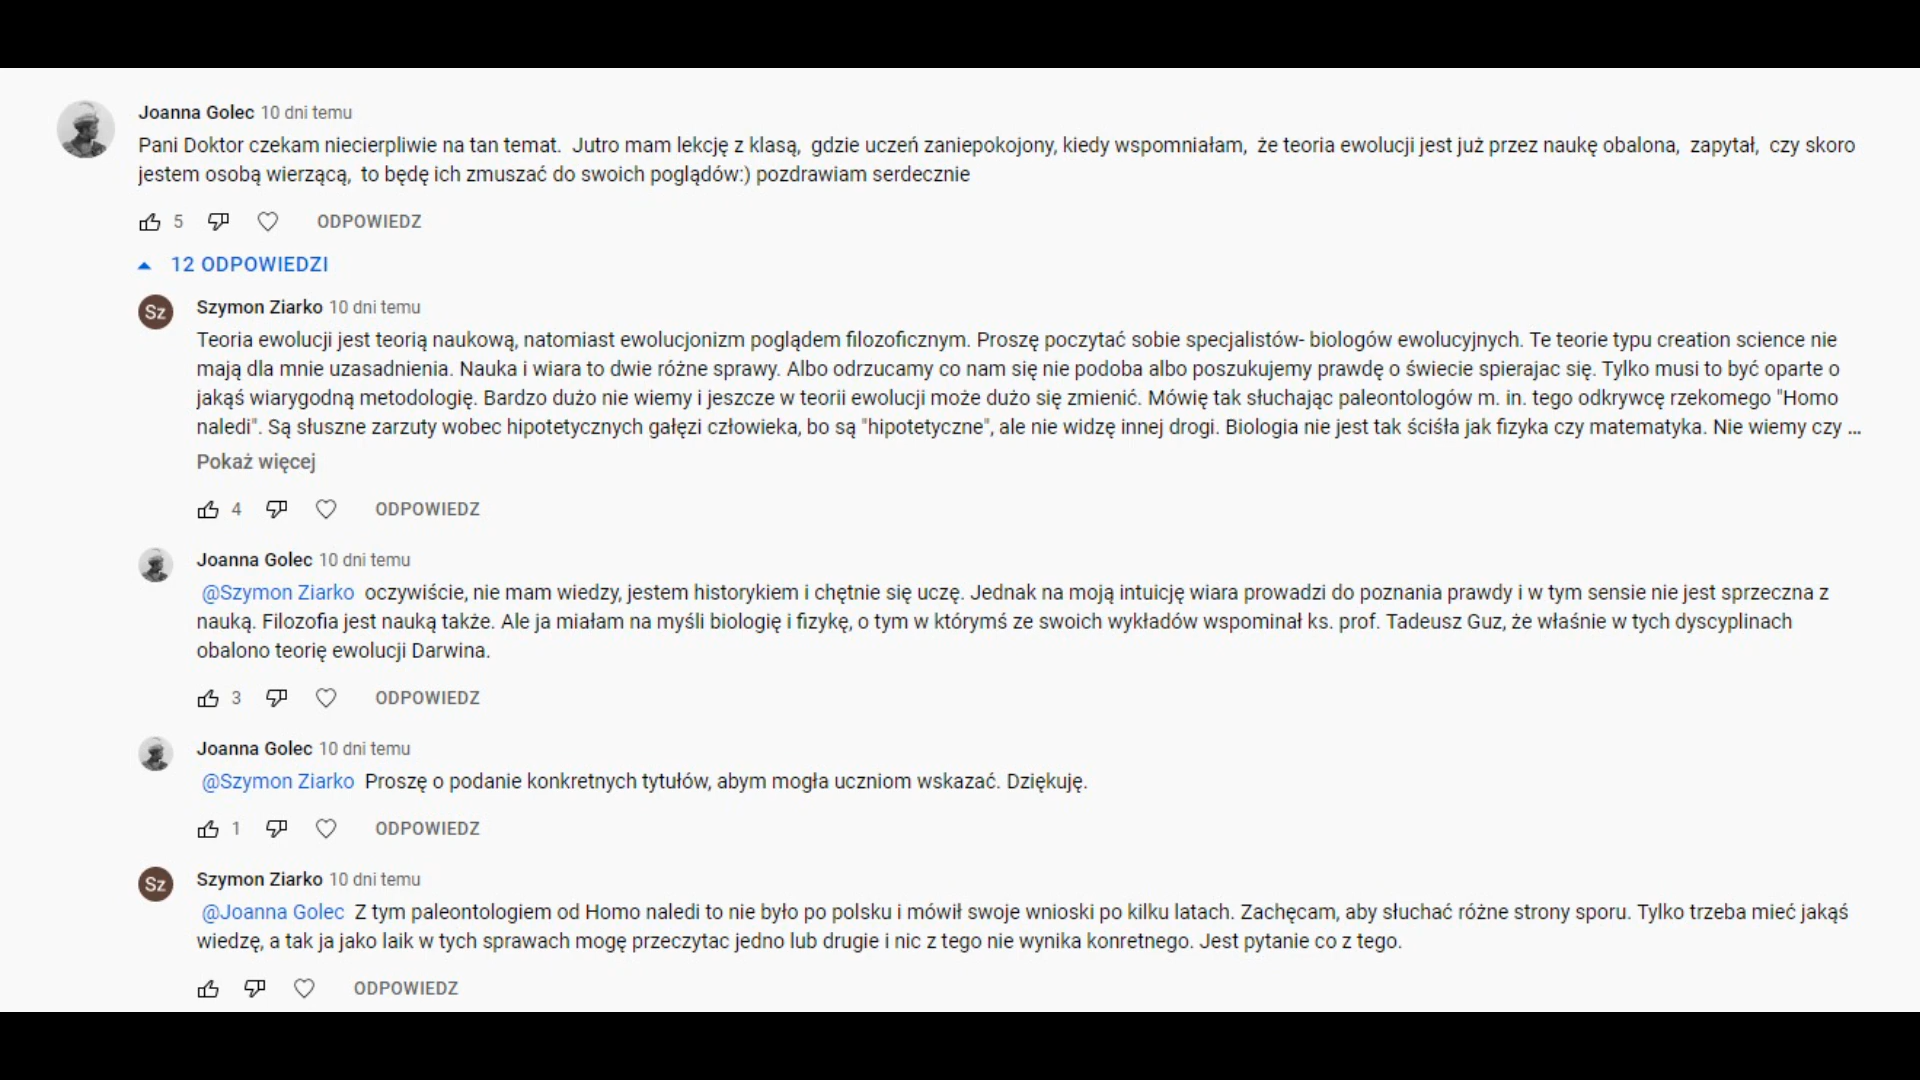 Joanna Golec 10 dni temu
Pani Doktor czekam niecierpliwie na tan temat. Jutro mam lekcję z klasą, gdzie uczeń zaniepokojony, kiedy wspomniałam, że teoria ewolucji jest już przez naukę obalona, zapytał, czy skoro
jestem osobą wierzącą, to będę ich zmuszać do swoich poglądów:) pozdrawiam serdecznie
5 ODPOWIEDZ
12 ODPOWIEDZI
Sz Szymon Ziarko 10 dni temu
Teoria ewolucji jest teorią naukową, natomiast ewolucjonizm poglądem filozoficznym. Proszę poczytać sobie specjalistów- biologów ewolucyjnych. Te teorie typu creation science nie
mają dla mnie uzasadnienia. Nauka i wiara to dwie różne sprawy. Albo odrzucamy co nam się nie podoba albo poszukujemy prawdę o świecie spierajac się. Tylko musi to być oparte o
jakąś wiarygodną metodologię. Bardzo dużo nie wiemy i jeszcze w teorii ewolucji może dużo się zmienić. Mówię tak słuchając paleontologów m. in. tego odkrywcę rzekomego "Homo
naledi". Są słuszne zarzuty wobec hipotetycznych gałęzi człowieka, bo są "hipotetyczne", ale nie widzę innej drogi. Biologia nie jest tak ściśła jak fizyka czy matematyka. Nie wiemy czy ...
Pokaż więcej
4 ODPOWIEDZ
Joanna Golec 10 dni temu
@Szymon Ziarko oczywiście, nie mam wiedzy, jestem historykiem i chętnie się uczę. Jednak na moją intuicję wiara prowadzi do poznania prawdy i w tym sensie nie jest sprzeczna z
nauką. Filozofia jest nauką także. Ale ja miałam na myśli biologię i fizykę, o tym w którymś ze swoich wykładów wspominał ks. prof. Tadeusz Guz, że właśnie w tych dyscyplinach
obalono teorię ewolucji Darwina.
3 ODPOWIEDZ
Joanna Golec 10 dni temu
@Szymon Ziarko Proszę o podanie konkretnych tytułów, abym mogła uczniom wskazać. Dziękuję.
1 ODPOWIEDZ
Sz Szymon Ziarko 10 dni temu
@Joanna Golec Z tym paleontologiem od Homo naledi to nie było po polsku i mówił swoje wnioski po kilku latach. Zachęcam, aby słuchać różne strony sporu. Tylko trzeba mieć jakąś
wiedzę, a tak ja jako laik w tych sprawach mogę przeczytac jedno lub drugie i nic z tego nie wynika konretnego. Jest pytanie co z tego.
ODPOWIEDZ